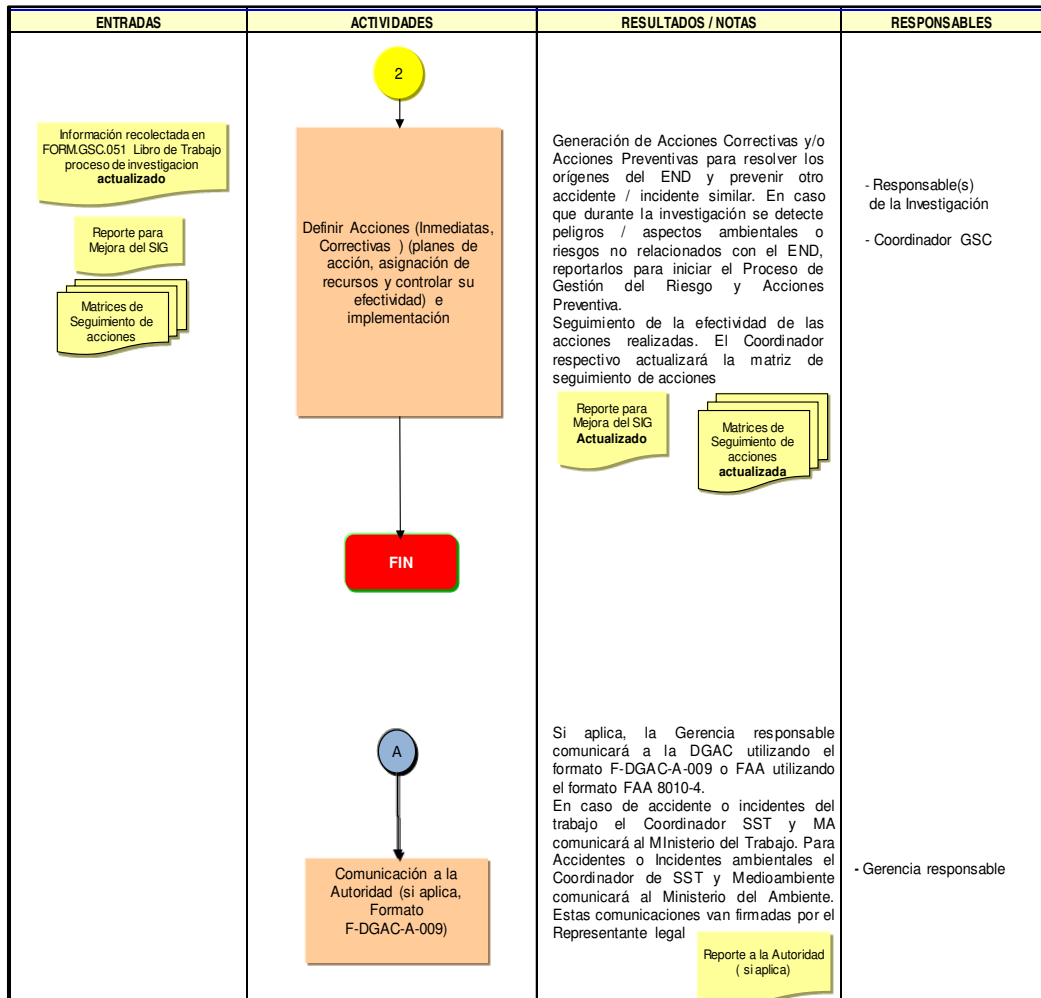 ENTRADAS
ACTIVIDADES
RESULTADOS / NOTAS
RESPONSABLES
2
Información recolectada en
FORM.GSC.051 Libro de Trabajo
proceso de investigacion
actualizado
Reporte para
Mejora del SIG
Matrices de
Seguimiento de
acciones
Definir Acciones (Inmediatas,
Correctivas ) (planes de
acción, asignación de
recursos y controlar su
efectividad) e
implementación
Generación de Acciones Correctivas y/o
Acciones Preventivas para resolver los
orígenes del END y prevenir otro
accidente / incidente similar. En caso
que durante la investigación se detecte
peligros / aspectos ambientales o
riesgos no relacionados con el END,
reportarlos para iniciar el Proceso de
Gestión del Riesgo y Acciones
Preventiva.
Seguimiento de la efectividad de las
acciones realizadas. El Coordinador
respectivo actualizará la matriz de
seguimiento de acciones
Reporte para
Mejora del SIG
Actualizado
Matrices de
Seguimiento de
acciones
actualizada
- Responsable(s)
de la Investigación
- Coordinador GSC
FIN
A
Comunicación a la
Autoridad (si aplica,
Formato
F-DGAC-A-009)
Si aplica, la Gerencia responsable
comunicará a la DGAC utilizando el
formato F-DGAC-A-009 o FAA utilizando
el formato FAA 8010-4.
En caso de accidente o incidentes del
trabajo el Coordinador SST y MA
comunicará al MInisterio del Trabajo. Para
Accidentes o Incidentes ambientales el
Coordinador de SST y Medioambiente
comunicará al Ministerio del Ambiente.
Estas comunicaciones van firmadas por el
Representante legal
Reporte a la Autoridad
( si aplica)
- Gerencia responsable